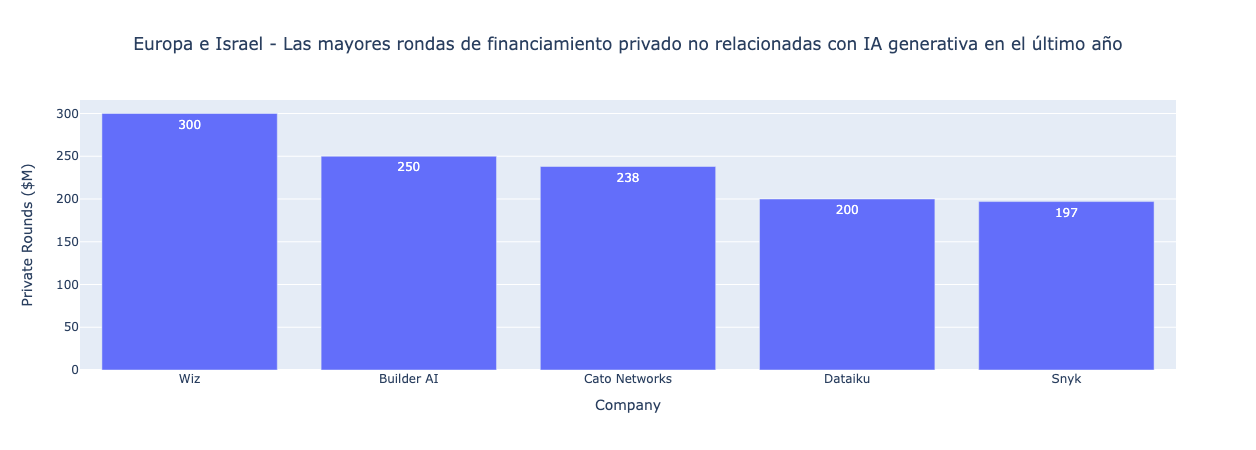 Europa e Israel - Las mayores rondas de financiamiento privado no relacionadas con IA generativa en el último año
Private Rounds ($M)
300
250
200
150
100
50
0
300
250
238
200
197
Wiz
Builder AI
Cato Networks
Dataiku
Snyk
Company